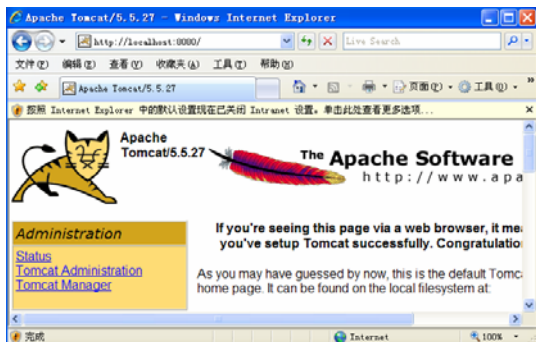 Apache Tomcat/5.5.27 - Windows Internet Explorer
http://localhost:8080/
Live Search
文件(F) 编辑(E) 查看(V) 收藏夹(A) 工具(T) 帮助(H)
Apache Tomcat/5.5.27
页面(P) 工具(O)
按照 Internet Explorer 中的默认设置现在已关闭 Intranet 设置。单击此处查看更多选项...
Apache
Tomcat/5.5.27
The Apache Software
http://www.apa
Administration
Status
Tomcat Administration
Tomcat Manager
If you're seeing this page via a web browser, it mea
you've setup Tomcat successfully. Congratulation
As you may have guessed by now, this is the default Tomca
home page. It can be found on the local filesystem at:
完成
Internet
100%